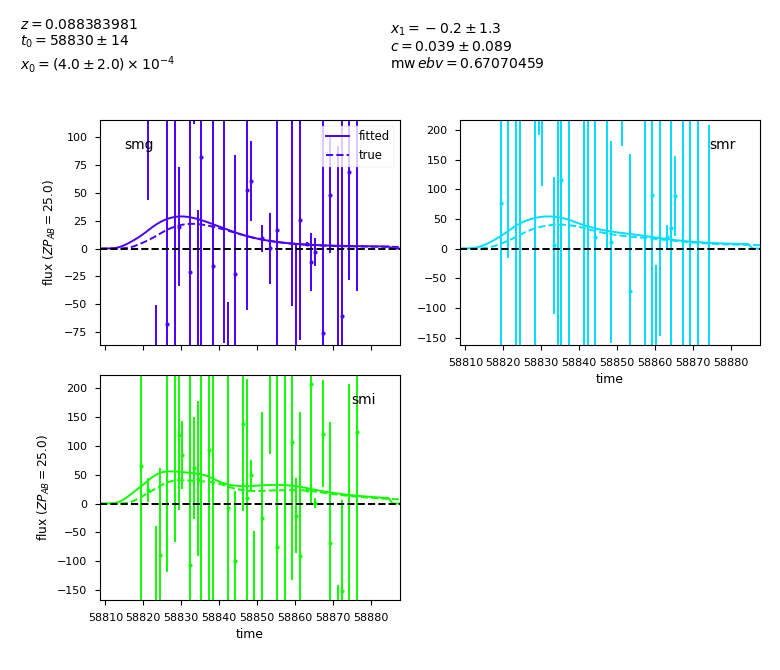 z = 0.088383981
t₀ = 58830 ± 14
x₀ = (4.0 ± 2.0) × 10⁻⁴
x₁ = −0.2 ± 1.3
c = 0.039 ± 0.089
mw ebv = 0.67070459
smg
fitted
true
flux (ZP_AB = 25.0)
100
75
50
25
0
−25
−50
−75
smr
200
150
100
50
0
−50
−100
−150
58810 58820 58830 58840 58850 58860 58870 58880
time
smi
flux (ZP_AB = 25.0)
200
150
100
50
0
−50
−100
−150
58810 58820 58830 58840 58850 58860 58870 58880
time